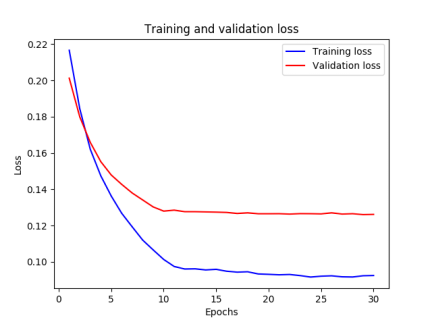 Training and validation loss
Training loss
Validation loss
Loss
0.22
0.20
0.18
0.16
0.14
0.12
0.10
0 5 10 15 20 25 30
Epochs